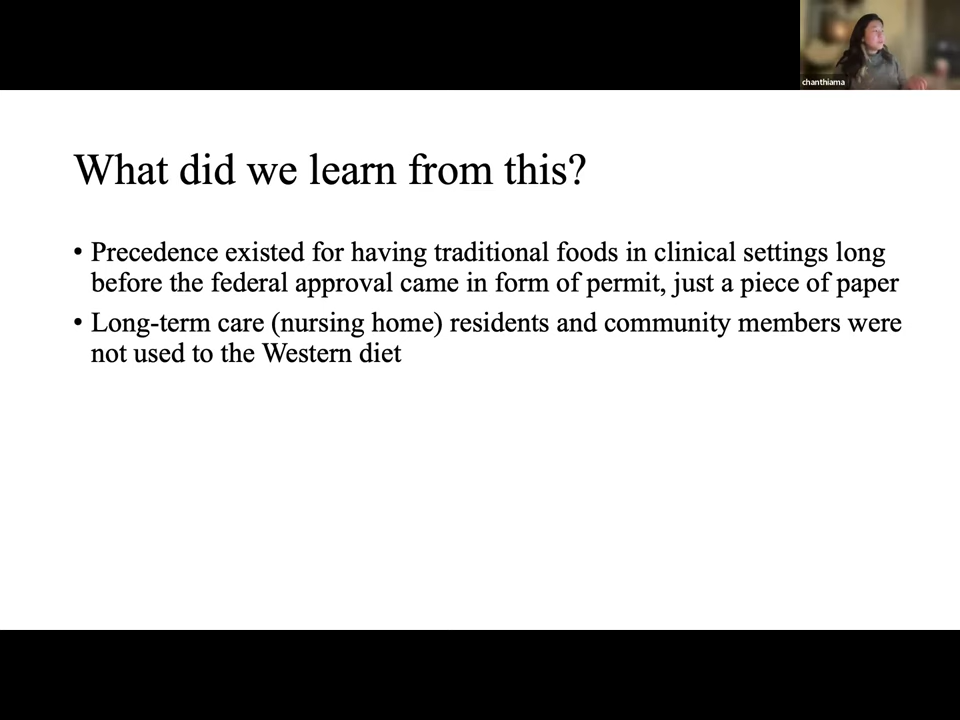 chanthiama
What did we learn from this?
• Precedence existed for having traditional foods in clinical settings long
before the federal approval came in form of permit, just a piece of paper
• Long-term care (nursing home) residents and community members were
not used to the Western diet